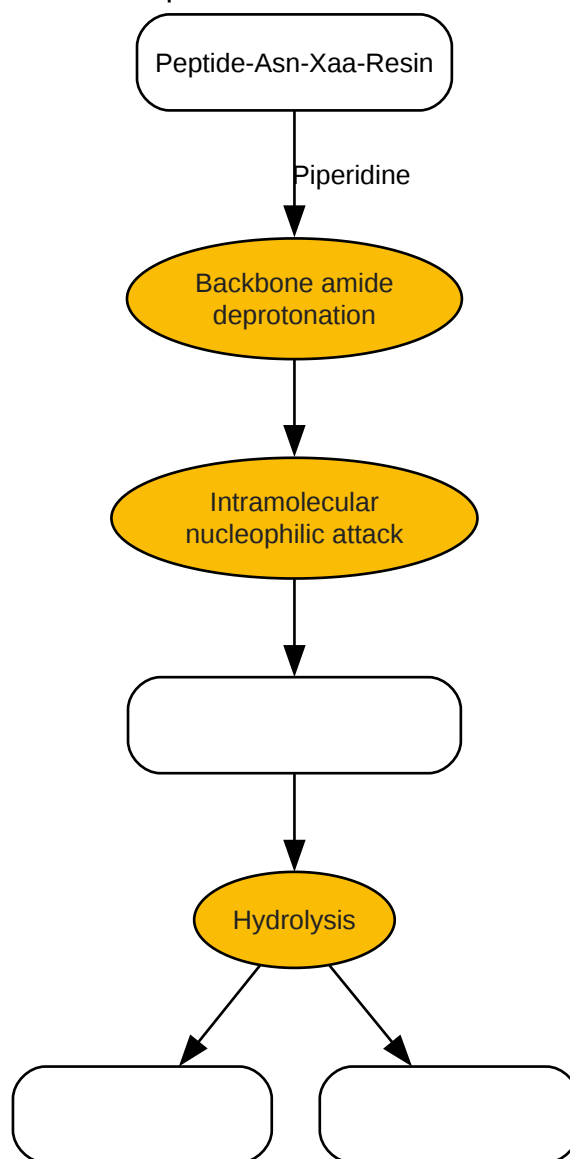 Peptide-Asn-Xaa-Resin
Piperidine
Backbone amide
deprotonation
Intramolecular
nucleophilic attack
Hydrolysis